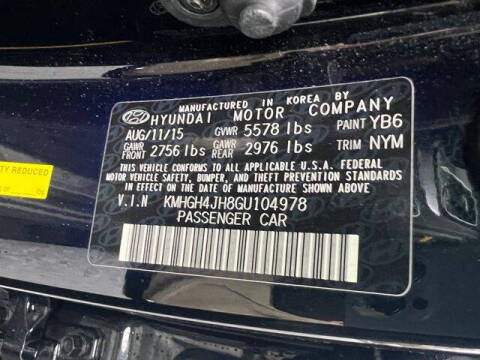 MANUFACTURED IN KOREA BY
HYUNDAI MOTOR COMPANY
AUG/11/15 GVWR 5578 lbs PAINT YB6
GAWR FRONT 2756 lbs GAWR REAR 2976 lbs TRIM NYM
THIS VEHICLE CONFORMS TO ALL APPLICABLE U.S.A. FEDERAL
MOTOR VEHICLE SAFETY, BUMPER, AND THEFT PREVENTION STANDARDS
IN EFFECT ON THE DATE OF MANUFACTURE SHOWN ABOVE.
V.I.N KMHGH4JH8GU104978
PASSENGER CAR
Y REDUCED